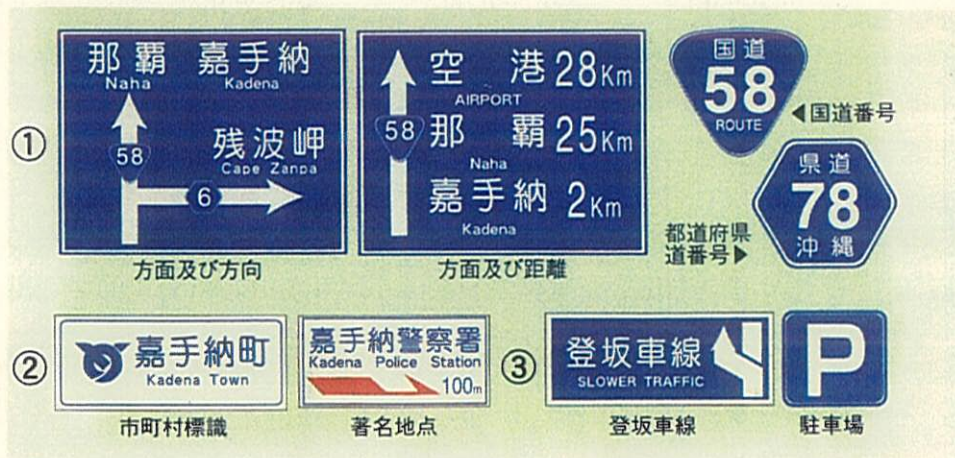 ①
那覇 嘉手納
Naha Kadena
58
残波岬
Cape Zanpa
6
方面及び方向
空港 28Km
AIRPORT
58
那覇 25Km
Naha
嘉手納 2Km
Kadena
方面及び距離
国道
58
ROUTE
◀国道番号
県道
78
沖縄
都道府県
道番号▶
②
嘉手納町
Kadena Town
市町村標識
嘉手納警察署
Kadena Police Station
100m
著名地点
③
登坂車線
SLOWER TRAFFIC
登坂車線
P
駐車場